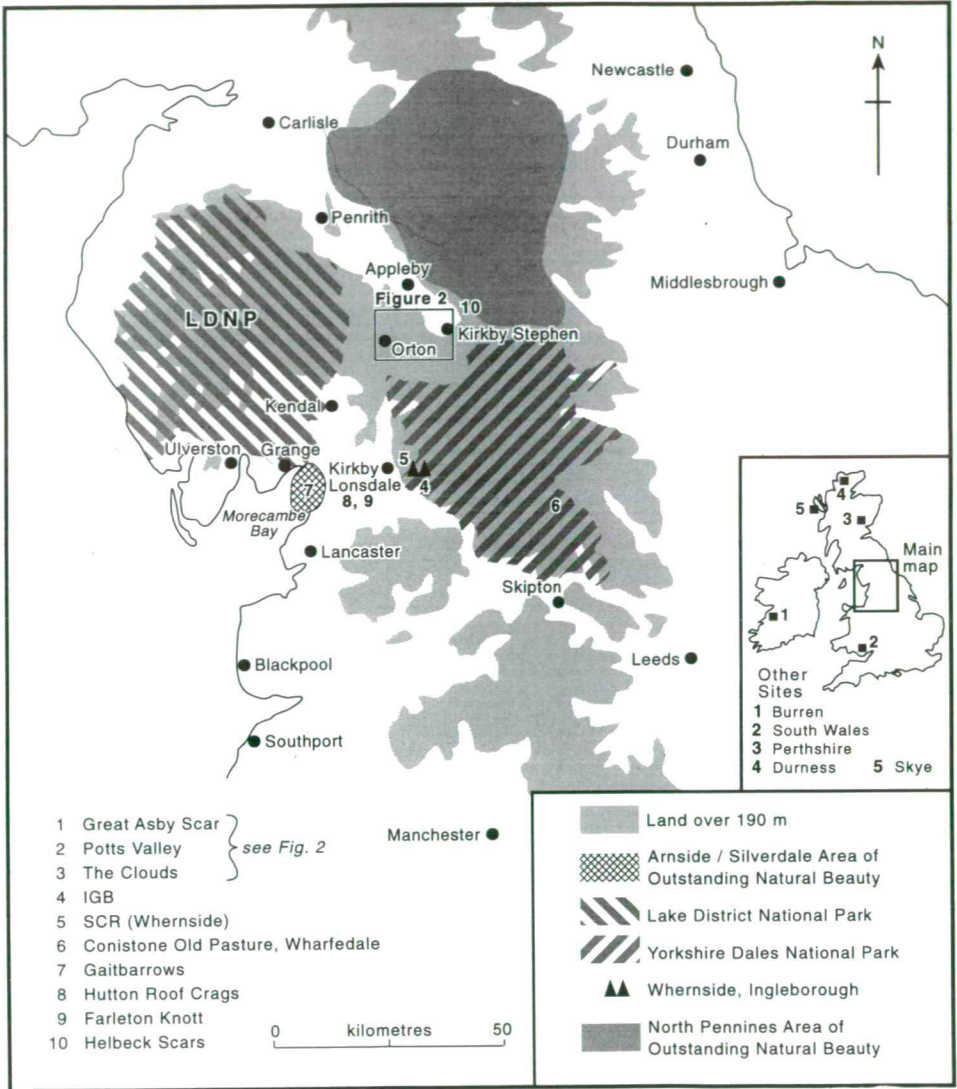 N
Newcastle
Carlisle
Durham
Penrith
Appleby
Middlesbrough
Figure 2
10
LDNP
Kirkby Stephen
Orton
Kendal
Ulverston
Grange
5
Kirkby
Lonsdale
4
7
8, 9
6
Morecambe
Bay
Lancaster
Skipton
Blackpool
Leeds
Southport
Manchester
4
5
3
Main
map
1
2
Other
Sites
1 Burren
2 South Wales
3 Perthshire
4 Durness 5 Skye
1 Great Asby Scar
2 Potts Valley see Fig. 2
3 The Clouds
4 IGB
5 SCR (Whernside)
6 Conistone Old Pasture, Wharfedale
7 Gaitbarrows
8 Hutton Roof Crags
9 Farleton Knott
10 Helbeck Scars
0 kilometres 50
Land over 190 m
Arnside / Silverdale Area of
Outstanding Natural Beauty
Lake District National Park
Yorkshire Dales National Park
Whernside, Ingleborough
North Pennines Area of
Outstanding Natural Beauty